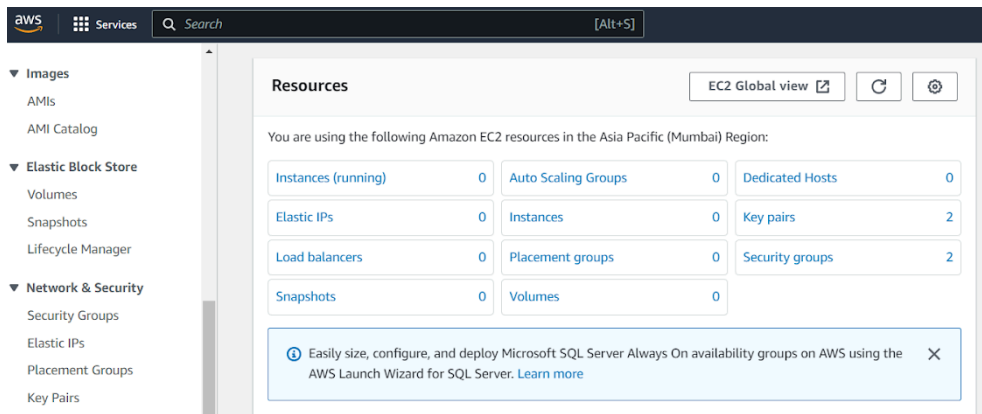 aws
Services
Search
[Alt+S]
Images
AMIs
AMI Catalog
Elastic Block Store
Volumes
Snapshots
Lifecycle Manager
Network & Security
Security Groups
Elastic IPs
Placement Groups
Key Pairs
Resources
EC2 Global view
You are using the following Amazon EC2 resources in the Asia Pacific (Mumbai) Region:
Instances (running) 0
Auto Scaling Groups 0
Dedicated Hosts 0
Elastic IPs 0
Instances 0
Key pairs 2
Load balancers 0
Placement groups 0
Security groups 2
Snapshots 0
Volumes 0
Easily size, configure, and deploy Microsoft SQL Server Always On availability groups on AWS using the
AWS Launch Wizard for SQL Server. Learn more